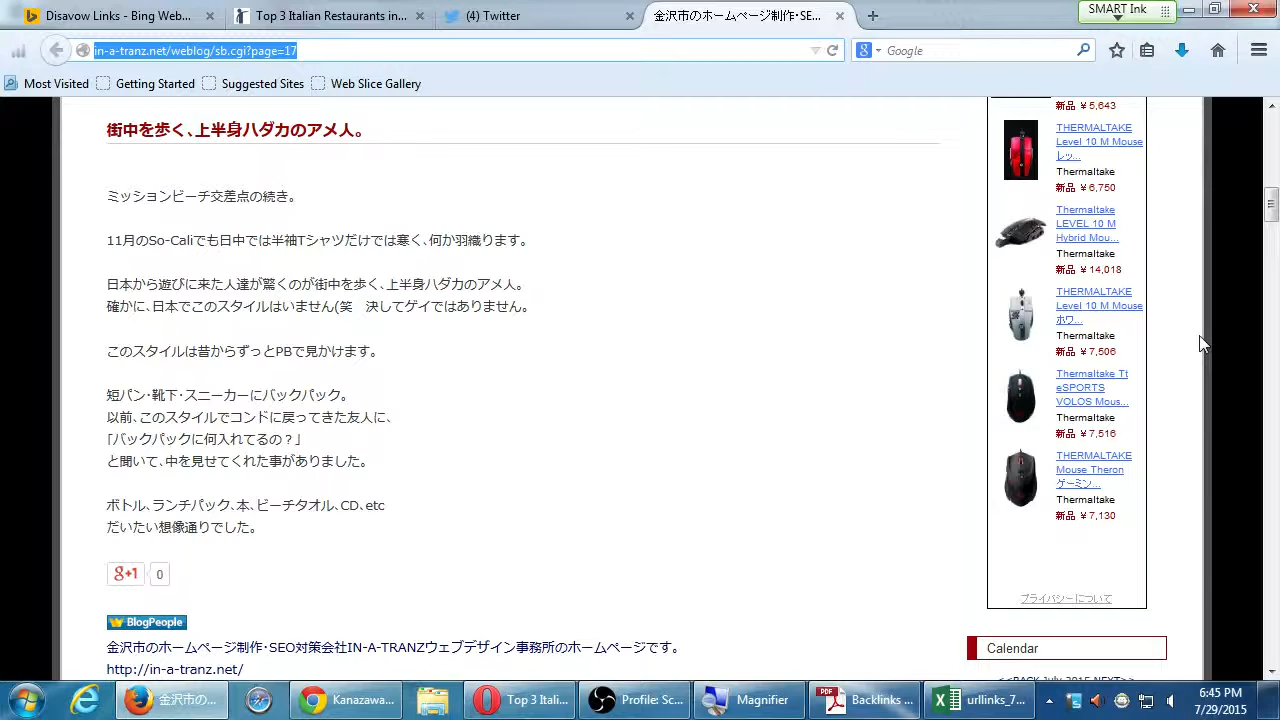 Disavow Links - Bing Web...
Top 3 Italian Restaurants in...
(4) Twitter
金沢市のホームページ制作･SE...
SMART Ink
in-a-tranz.net/weblog/sb.cgi?page=17
Google
Most Visited
Getting Started
Suggested Sites
Web Slice Gallery
街中を歩く､上半身ハダカのアメ人。
ミッションビーチ交差点の続き。
11月のSo-Caliでも日中では半袖Tシャツだけでは寒く､何か羽織ります。
日本から遊びに来た人達が驚くのが街中を歩く､上半身ハダカのアメ人。
確かに､日本でこのスタイルはいません(笑　決してゲイではありません。
このスタイルは昔からずっとPBで見かけます。
短パン･靴下･スニーカーにバックパック。
以前､このスタイルでコンドに戻ってきた友人に､
｢バックパックに何入れてるの？｣
と聞いて､中を見せてくれた事がありました。
ボトル､ランチパック､本､ビーチタオル､CD､etc
だいたい想像通りでした。
g+1
0
BlogPeople
金沢市のホームページ制作･SEO対策会社IN-A-TRANZウェブデザイン事務所のホームページです。
http://in-a-tranz.net/
新品 ￥5,643
THERMALTAKE
Level 10 M Mouse
レッ...
Thermaltake
新品 ￥6,750
Thermaltake
LEVEL 10 M
Hybrid Mou...
Thermaltake
新品 ￥14,018
THERMALTAKE
Level 10 M Mouse
ホワ...
Thermaltake
新品 ￥7,506
Thermaltake Tt
eSPORTS
VOLOS Mous...
Thermaltake
新品 ￥7,516
THERMALTAKE
Mouse Theron
ゲーミン...
Thermaltake
新品 ￥7,130
プライバシーについて
Calendar
<<BACK July 2015 NEXT>>
金沢市の...
Kanazawa...
Top 3 Itali...
Profile: Sc...
Magnifier
PDF
Backlinks ...
urllinks_7...
6:45 PM
7/29/2015